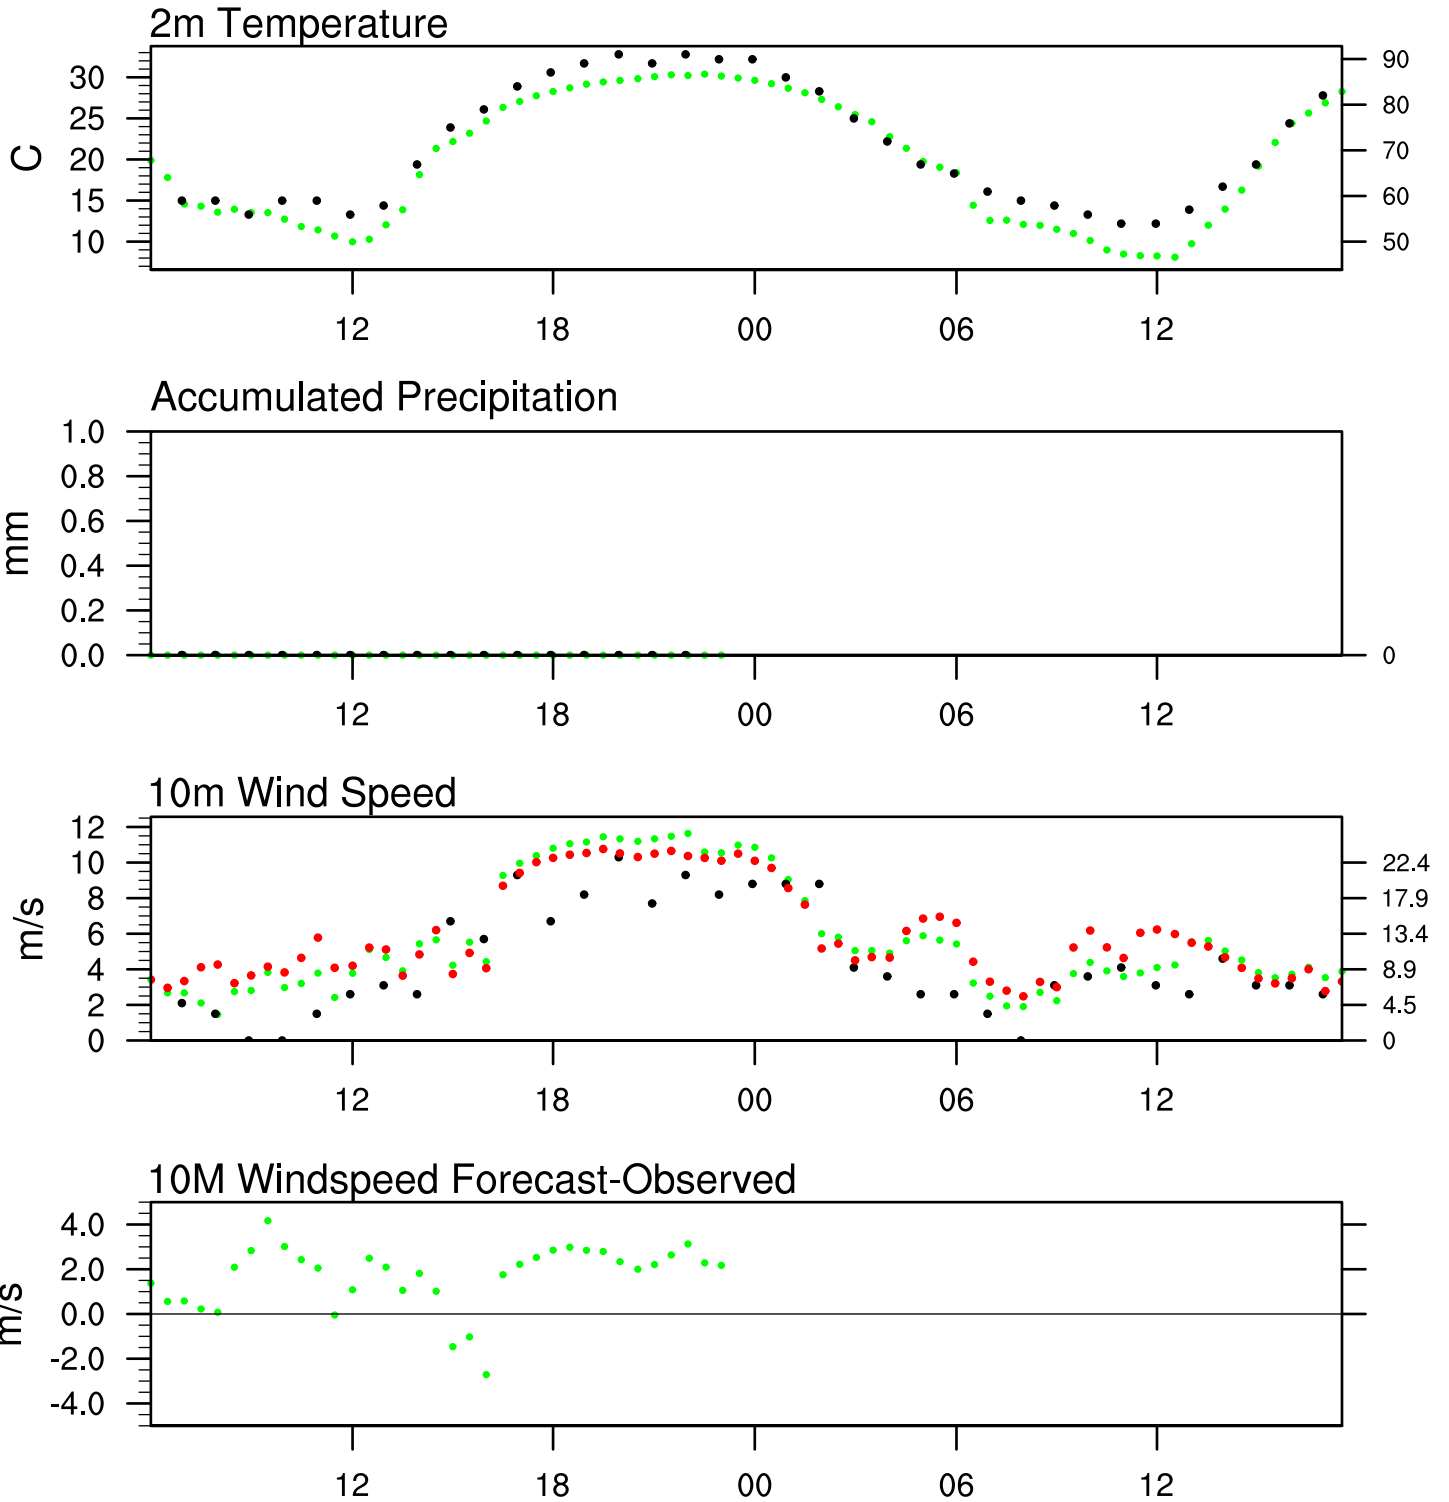 2m Temperature
30
25
20
15
10
C
90
80
70
60
50
12 18 00 06 12
Accumulated Precipitation
1.0
0.8
0.6
0.4
0.2
0.0
mm
0
12 18 00 06 12
10m Wind Speed
12
10
8
6
4
2
0
m/s
22.4
17.9
13.4
8.9
4.5
0
12 18 00 06 12
10M Windspeed Forecast-Observed
4.0
2.0
0.0
-2.0
-4.0
m/s
12 18 00 06 12